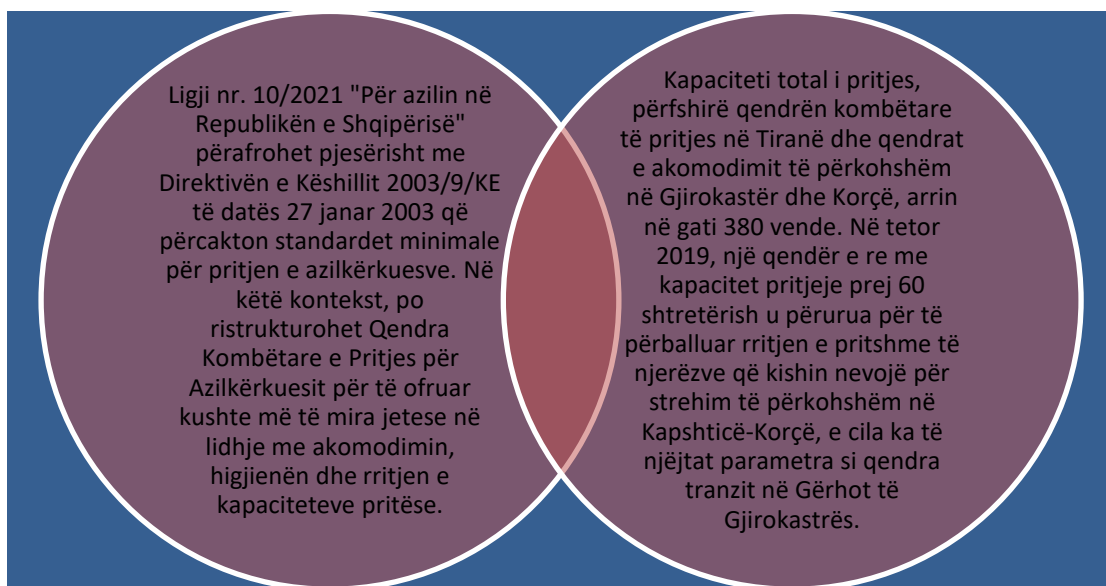 Ligji nr. 10/2021 "Për azilin në
Republikën e Shqipërisë"
përafrohet pjesërisht me
Direktivën e Këshillit 2003/9/KE
të datës 27 janar 2003 që
përcakton standardet minimale
për pritjen e azilkërkuesve. Në
këtë kontekst, po
ristrukturohet Qendra
Kombëtare e Pritjes për
Azilkërkuesit për të ofruar
kushte më të mira jetese në
lidhje me akomodimin,
higjienën dhe rritjen e
kapaciteteve pritëse.
Kapaciteti total i pritjes,
përfshirë qendrën kombëtare
të pritjes në Tiranë dhe qendrat
e akomodimit të përkohshëm
në Gjirokastër dhe Korçë, arrin
në gati 380 vende. Në tetor
2019, një qendër e re me
kapacitet pritjeje prej 60
shtretërish u përurua për të
përballuar rritjen e pritshme të
njerëzve që kishin nevojë për
strehim të përkohshëm në
Kapshticë-Korçë, e cila ka të
njëjtat parametra si qendra
tranzit në Gërhot të
Gjirokastrës.